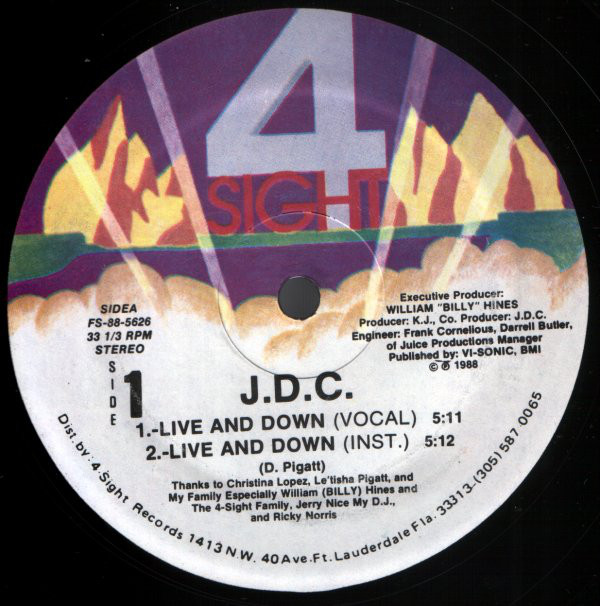 4
SIGHT
SIDEA
FS-88-5626
33 1/3 RPM
STEREO
Executive Producer:
WILLIAM "BILLY" HINES
Producer: K.J., Co. Producer: J.D.C.
Engineer: Frank Cornelious, Darrell Butler,
of Juice Productions Manager
Published by: VI-SONIC, BMI
© ℗ 1988
SIDE 1
J.D.C.
1.-LIVE AND DOWN (VOCAL) 5:11
2.-LIVE AND DOWN (INST.) 5:12
(D. Pigatt)
Thanks to Christina Lopez, Le'tisha Pigatt, and
My Family Especially William (BILLY) Hines and
The 4-Sight Family, Jerry Nice My D.J.,
and Ricky Norris
Dist. by: 4-Sight Records 1413 N.W. 40 Ave. Ft. Lauderdale Fla. 33313-(305) 587 0065